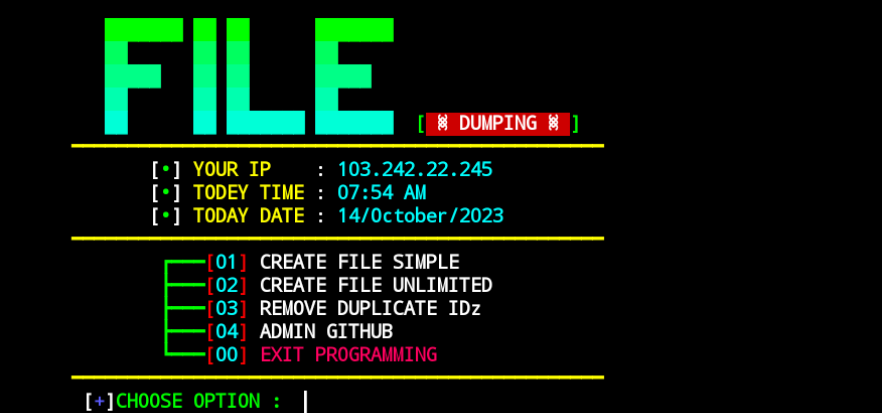 FILE
[ ※ DUMPING ※ ]
[•] YOUR IP : 103.242.22.245
[•] TODEY TIME : 07:54 AM
[•] TODAY DATE : 14/October/2023
[01] CREATE FILE SIMPLE
[02] CREATE FILE UNLIMITED
[03] REMOVE DUPLICATE IDz
[04] ADMIN GITHUB
[00] EXIT PROGRAMMING
[+]CHOOSE OPTION :